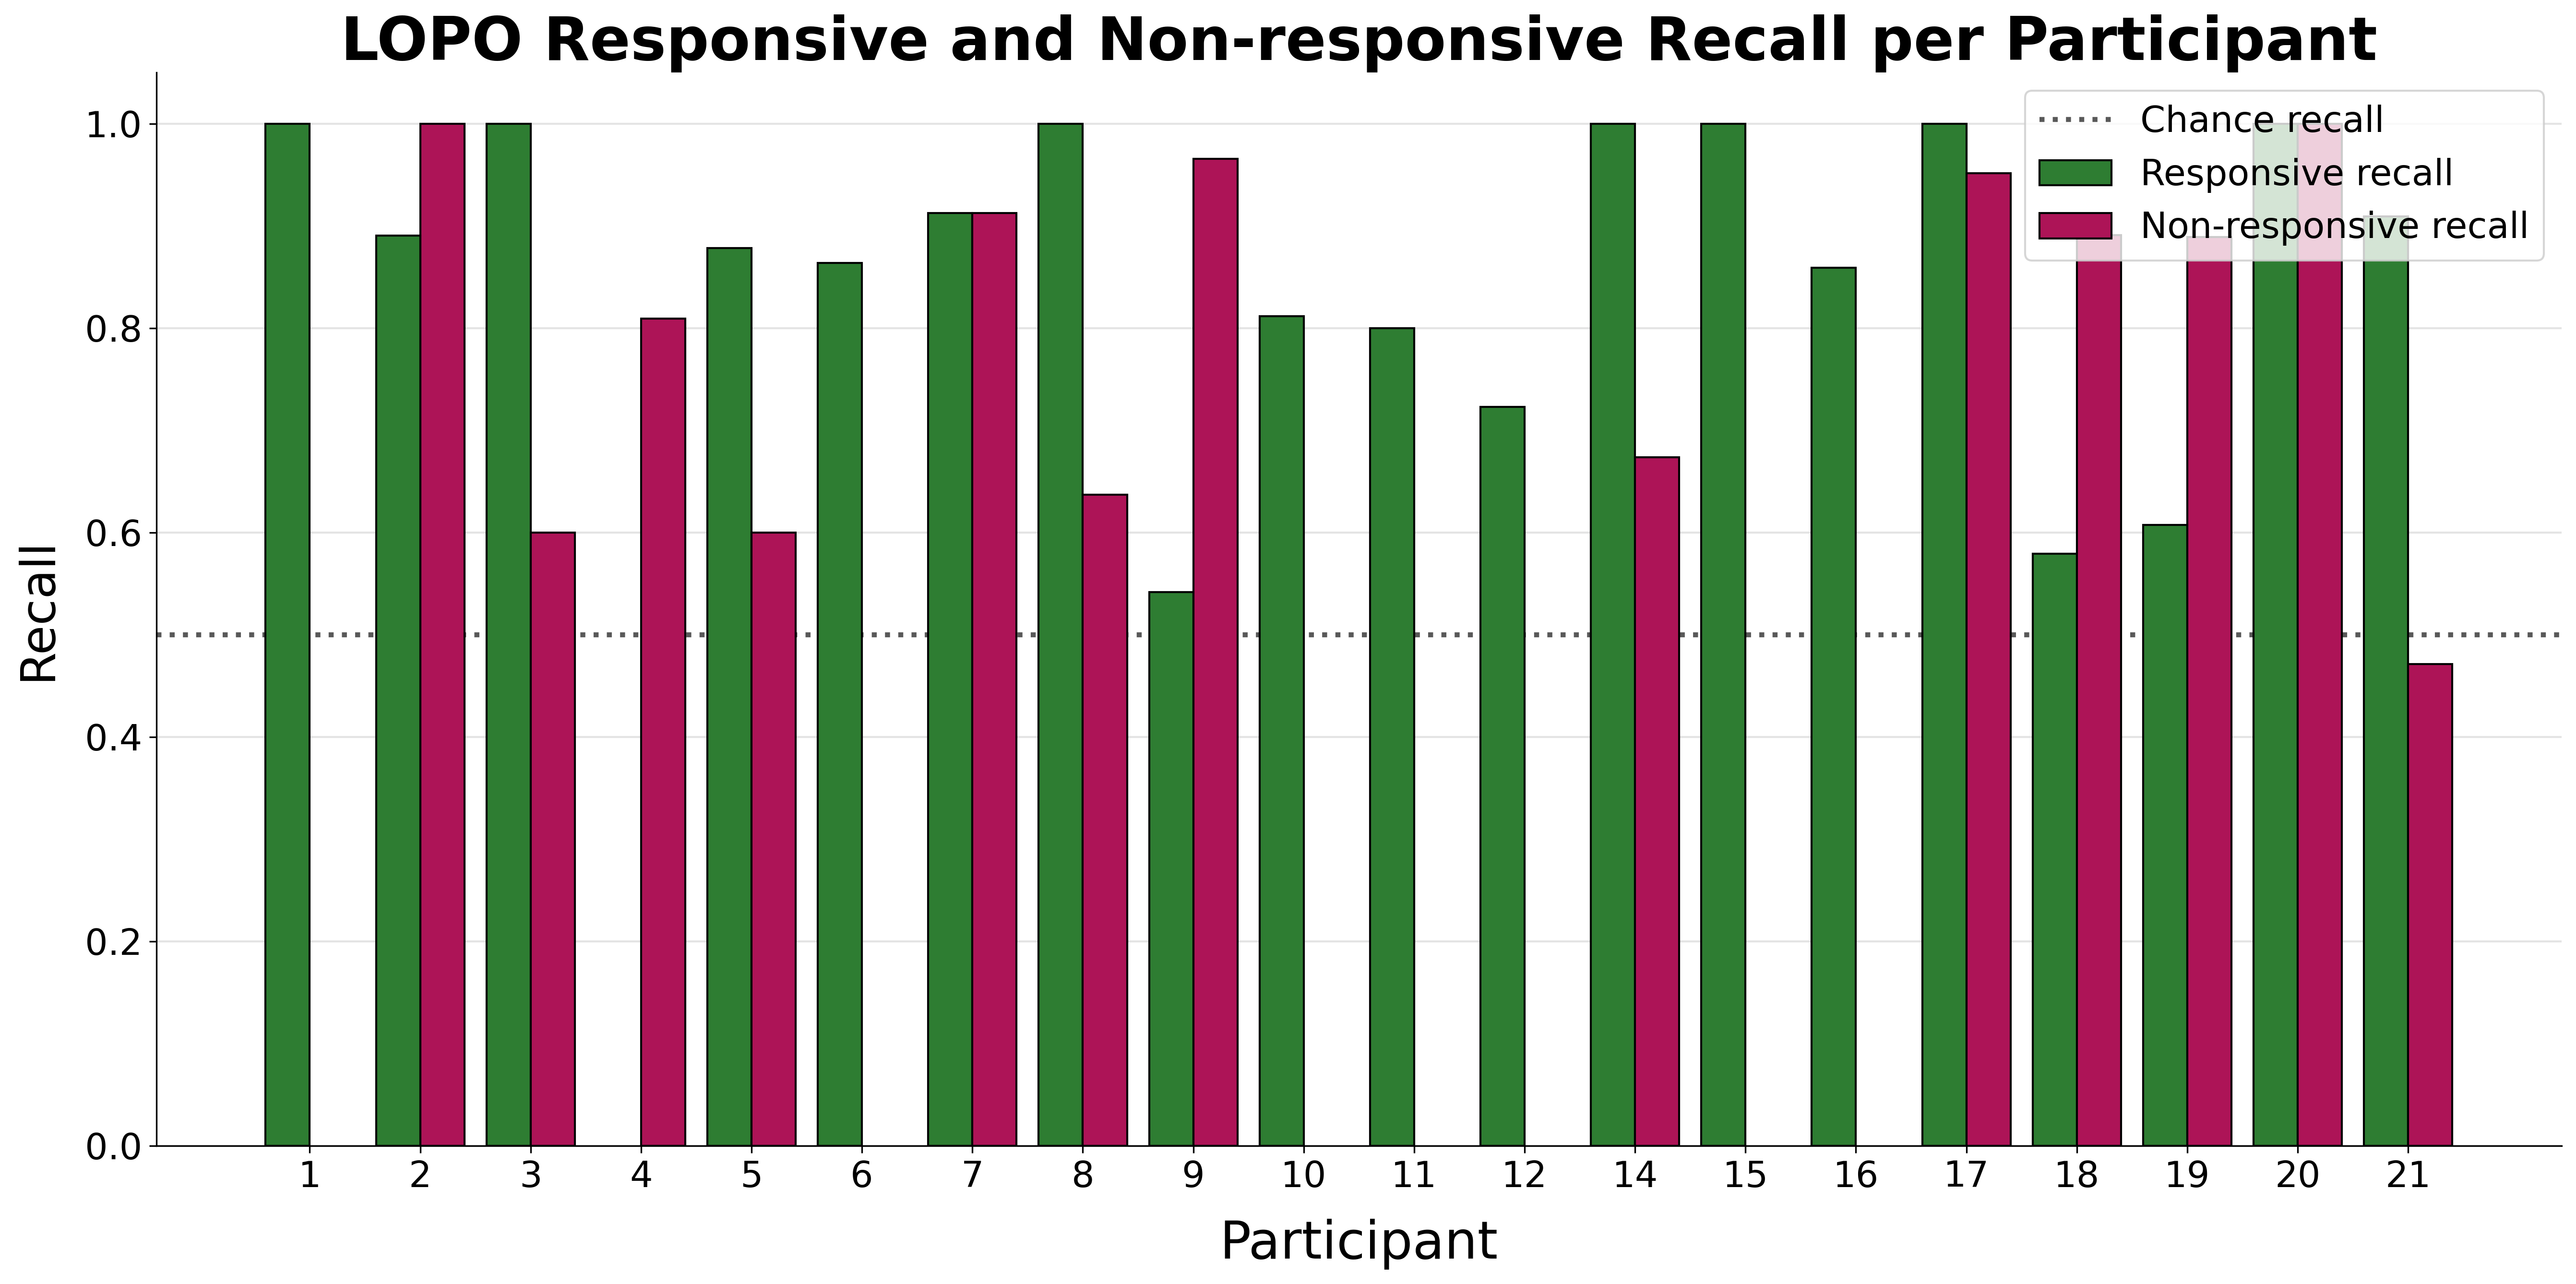 LOPO Responsive and Non-responsive Recall per Participant
Chance recall
Responsive recall
Non-responsive recall
Recall
1.0
0.8
0.6
0.4
0.2
0.0
1 2 3 4 5 6 7 8 9 10 11 12 14 15 16 17 18 19 20 21
Participant